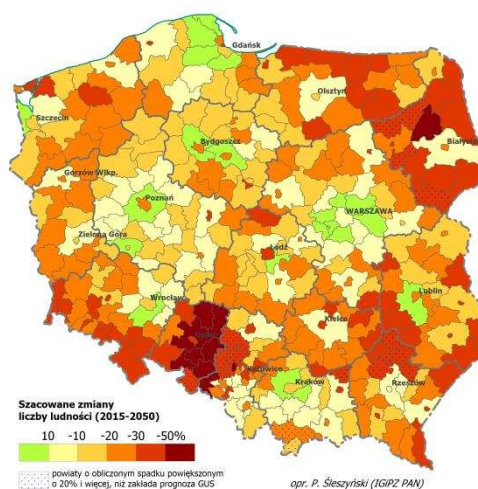 Gdańsk
Olsztyn
Szczecin
Bydgoszcz
Białystok
Gorzów Wlkp.
Poznań
WARSZAWA
Zielona Góra
Łódź
Wrocław
Lublin
Kielce
Katowice
Kraków
Rzeszów
Szacowane zmiany
liczby ludności (2015-2050)
10 -10 -20 -30 -50%
powiaty o obliczonym spadku powiększonym
o 20% i więcej, niż zakłada prognoza GUS
opr. P. Śleszyński (IGiPZ PAN)